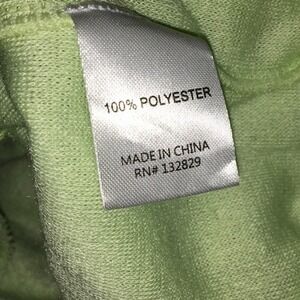 100% POLYESTER
MADE IN CHINA
RN# 132829